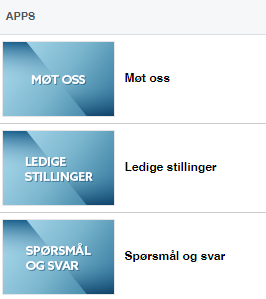 APPS
MØT OSS
Møt oss
LEDIGE
STILLINGER
Ledige stillinger
SPØRSMÅL
OG SVAR
Spørsmål og svar